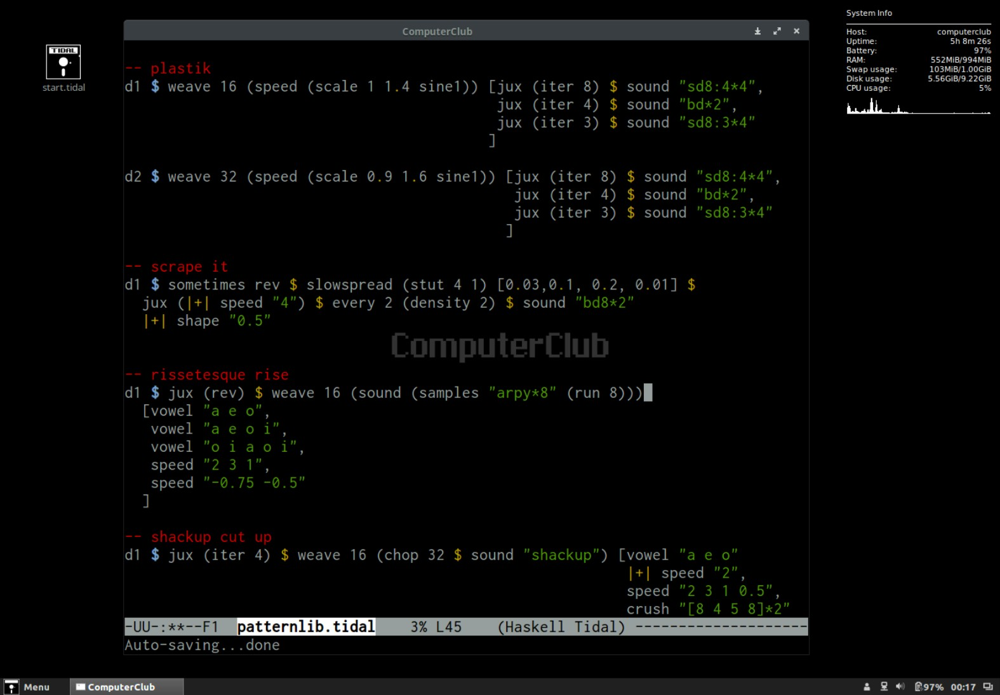 TIDAL
start.tidal
ComputerClub
-- plastik
d1 $ weave 16 (speed (scale 1 1.4 sine1)) [jux (iter 8) $ sound "sd8:4*4",
jux (iter 4) $ sound "bd*2",
jux (iter 3) $ sound "sd8:3*4"
]
d2 $ weave 32 (speed (scale 0.9 1.6 sine1)) [jux (iter 8) $ sound "sd8:4*4",
jux (iter 4) $ sound "bd*2",
jux (iter 3) $ sound "sd8:3*4"
]
-- scrape it
d1 $ sometimes rev $ slowspread (stut 4 1) [0.03,0.1, 0.2, 0.01] $
jux (|+| speed "4") $ every 2 (density 2) $ sound "bd8*2"
|+| shape "0.5"
ComputerClub
-- rissetesque rise
d1 $ jux (rev) $ weave 16 (sound (samples "arpy*8" (run 8)))
[vowel "a e o",
vowel "a e o i",
vowel "o i a o i",
speed "2 3 1",
speed "-0.75 -0.5"
]
-- shackup cut up
d1 $ jux (iter 4) $ weave 16 (chop 32 $ sound "shackup") [vowel "a e o"
|+| speed "2",
speed "2 3 1 0.5",
crush "[8 4 5 8]*2"
-UU-:**--F1 patternlib.tidal 3% L45 (Haskell Tidal) --------------------
Auto-saving...done
System Info
Host: computerclub
Uptime: 5h 8m 26s
Battery: 97%
RAM: 552MiB/994MiB
Swap usage: 103MiB/1.00GiB
Disk usage: 5.56GiB/9.22GiB
CPU usage: 5%
Menu
ComputerClub
97% 00:17